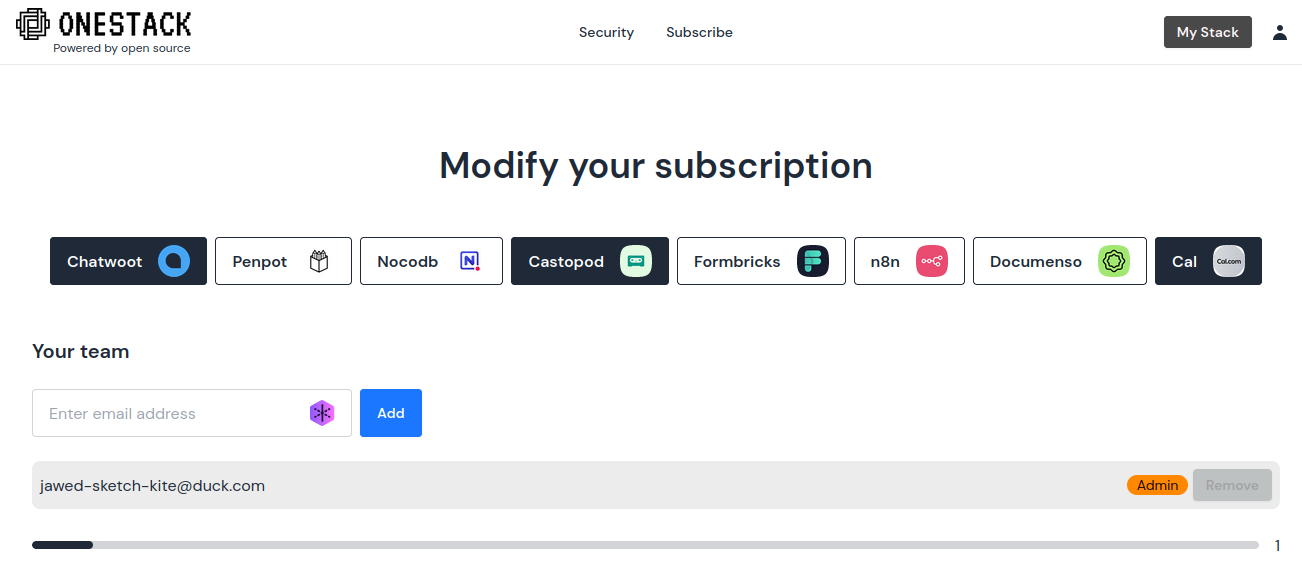 ONESTACK
Powered by open source
Security
Subscribe
My Stack
Modify your subscription
Chatwoot
Penpot
Nocodb
N
Castopod
Formbricks
n8n
Documenso
Cal
Cal.com
Your team
Enter email address
Add
jawed-sketch-kite@duck.com
Admin
Remove
1